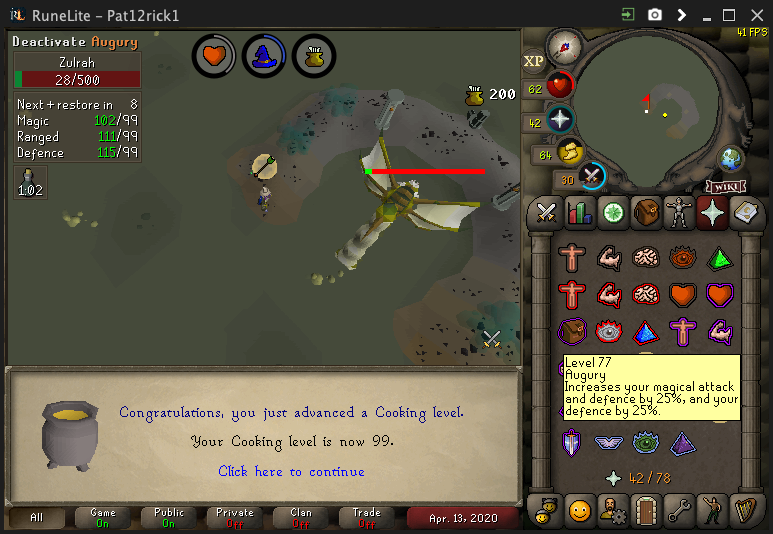 RuneLite - Pat12rick1
41 FPS
Deactivate Augury
Zulrah
28/500
Next + restore in 8
Magic 102/99
Ranged 111/99
Defence 115/99
1:02
200
XP
62
42
64
30
WIKI
Level 77
Augury
Increases your magical attack
and defence by 25%, and your
defence by 25%.
42 / 78
Congratulations, you just advanced a Cooking level.
Your Cooking level is now 99.
Click here to continue
All
Game
On
Public
On
Private
Off
Clan
Off
Trade
Off
Apr. 13, 2020